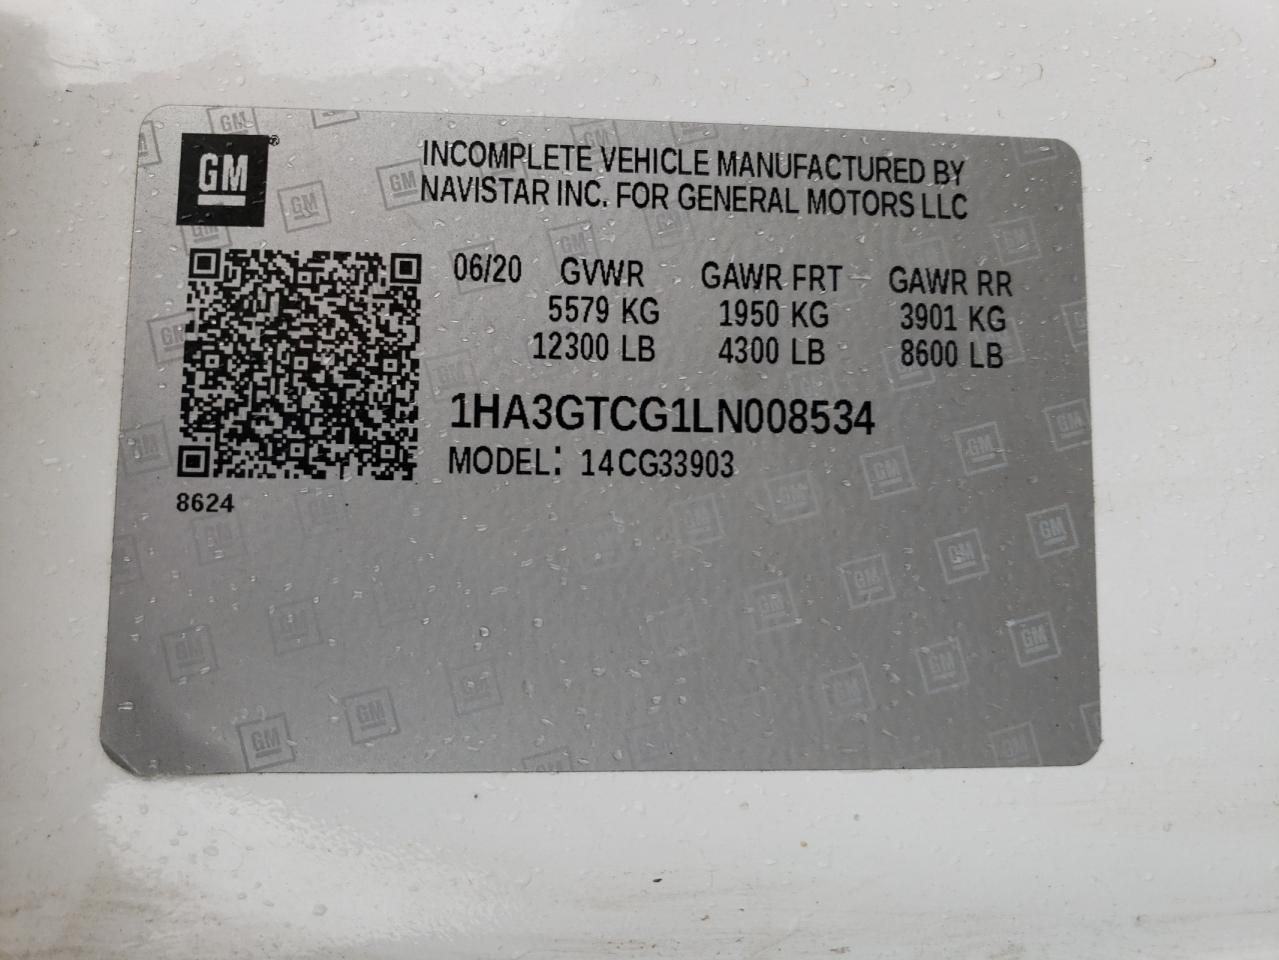 GM®
INCOMPLETE VEHICLE MANUFACTURED BY
NAVISTAR INC. FOR GENERAL MOTORS LLC
06/20 GVWR GAWR FRT GAWR RR
5579 KG 1950 KG 3901 KG
12300 LB 4300 LB 8600 LB
1HA3GTCG1LN008534
MODEL: 14CG33903
8624